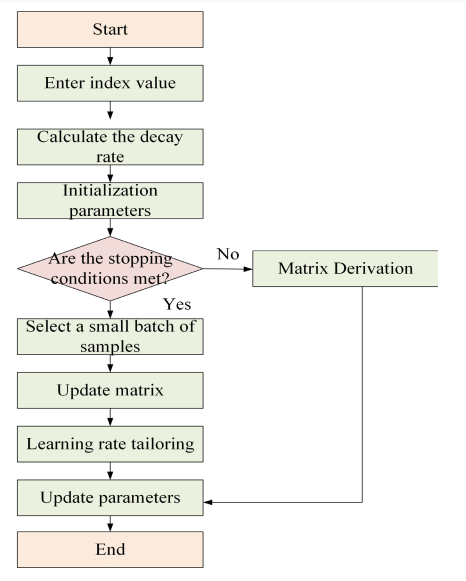 Start
Enter index value
Calculate the decay
rate
Initialization
parameters
Are the stopping
conditions met?
No
Matrix Derivation
Yes
Select a small batch of
samples
Update matrix
Learning rate tailoring
Update parameters
End